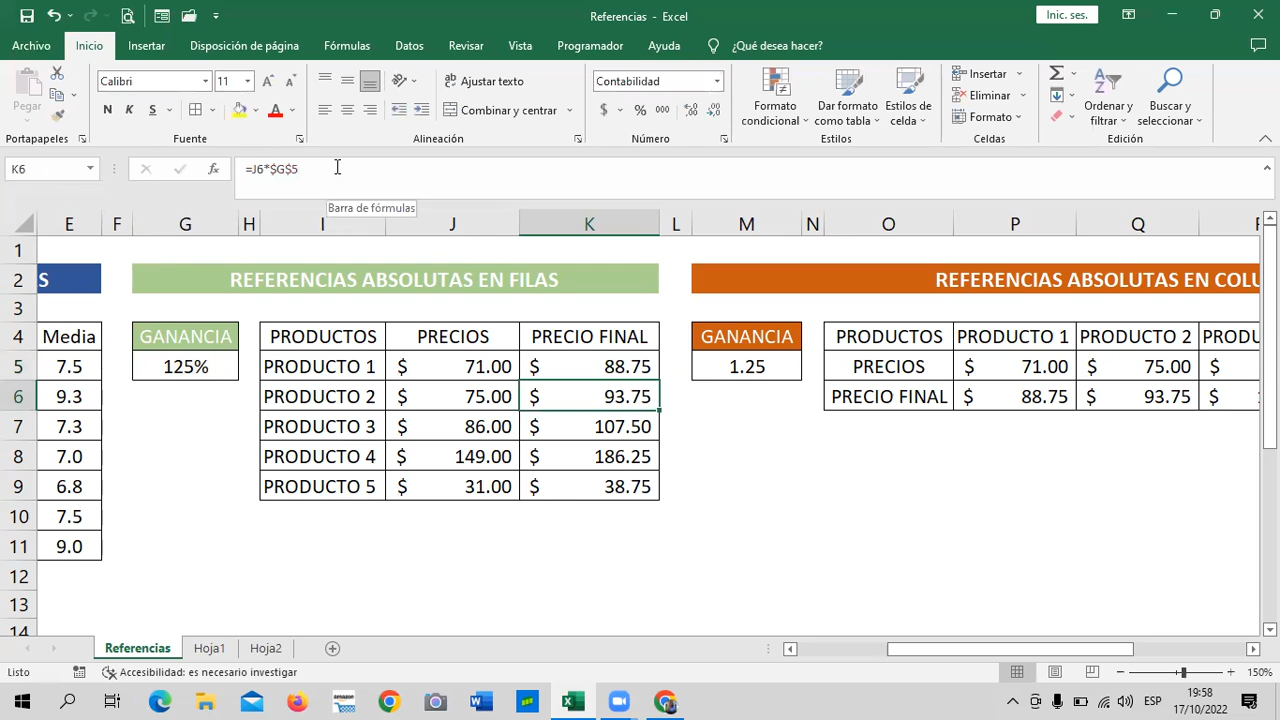 Referencias - Excel
Inic. ses.
Archivo Inicio Insertar Disposición de página Fórmulas Datos Revisar Vista Programador Ayuda ¿Qué desea hacer?
Pegar
Calibri 11
N K S
Ajustar texto
Combinar y centrar
Contabilidad
$ % 000
Formato condicional
Dar formato como tabla
Estilos de celda
Insertar
Eliminar
Formato
Ordenar y filtrar
Buscar y seleccionar
Portapapeles Fuente Alineación Número Estilos Celdas Edición
K6 fx =J6*$G$5
Barra de fórmulas
E F G H I J K L M N O P Q
1
2 S REFERENCIAS ABSOLUTAS EN FILAS REFERENCIAS ABSOLUTAS EN COLU
3
4 Media GANANCIA PRODUCTOS PRECIOS PRECIO FINAL GANANCIA PRODUCTOS PRODUCTO 1 PRODUCTO 2 PRODU
5 7.5 125% PRODUCTO 1 $ 71.00 $ 88.75 1.25 PRECIOS $ 71.00 $ 75.00 $
6 9.3 PRODUCTO 2 $ 75.00 $ 93.75 PRECIO FINAL $ 88.75 $ 93.75 $
7 7.3 PRODUCTO 3 $ 86.00 $ 107.50
8 7.0 PRODUCTO 4 $ 149.00 $ 186.25
9 6.8 PRODUCTO 5 $ 31.00 $ 38.75
10 7.5
11 9.0
12
13
14
Referencias Hoja1 Hoja2
Listo Accesibilidad: es necesario investigar 150%
ESP
19:58
17/10/2022